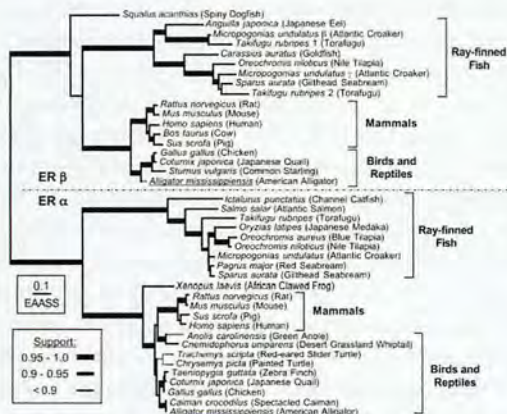 Squalus acanthias (Spiny Dogfish)
Anguilla japonica (Japanese Eel)
Micropogonias undulatus β (Atlantic Croaker)
Takifugu rubripes 1 (Torafugu)
Carassius auratus (Goldfish)
Oreochromis niloticus (Nile Tilapia)
Micropogonias undulatus γ (Atlantic Croaker)
Sparus aurata (Gilthead Seabream)
Takifugu rubripes 2 (Torafugu)
Ray-finned
Fish
Rattus norvegicus (Rat)
Mus musculus (Mouse)
Homo sapiens (Human)
Bos taurus (Cow)
Sus scrofa (Pig)
Mammals
Gallus gallus (Chicken)
Coturnix japonica (Japanese Quail)
Sturnus vulgaris (Common Starling)
Alligator mississippiensis (American Alligator)
Birds and
Reptiles
ER β
ER α
Ictalurus punctatus (Channel Catfish)
Salmo salar (Atlantic Salmon)
Takifugu rubripes (Torafugu)
Oryzias latipes (Japanese Medaka)
Oreochromis aureus (Blue Tilapia)
Oreochromis niloticus (Nile Tilapia)
Micropogonias undulatus (Atlantic Croaker)
Pagrus major (Red Seabream)
Sparus aurata (Gilthead Seabream)
Ray-finned
Fish
Xenopus laevis (African Clawed Frog)
Rattus norvegicus (Rat)
Mus musculus (Mouse)
Sus scrofa (Pig)
Homo sapiens (Human)
Mammals
Anolis carolinensis (Green Anole)
Cnemidophorus uniparens (Desert Grassland Whiptail)
Trachemys scripta (Red-eared Slider Turtle)
Chrysemys picta (Painted Turtle)
Taeniopygia guttata (Zebra Finch)
Coturnix japonica (Japanese Quail)
Gallus gallus (Chicken)
Caiman crocodilus (Spectacled Caiman)
Alligator mississippiensis (American Alligator)
Birds and
Reptiles
0.1
EAASS
Support:
0.95 - 1.0
0.9 - 0.95
<0.9